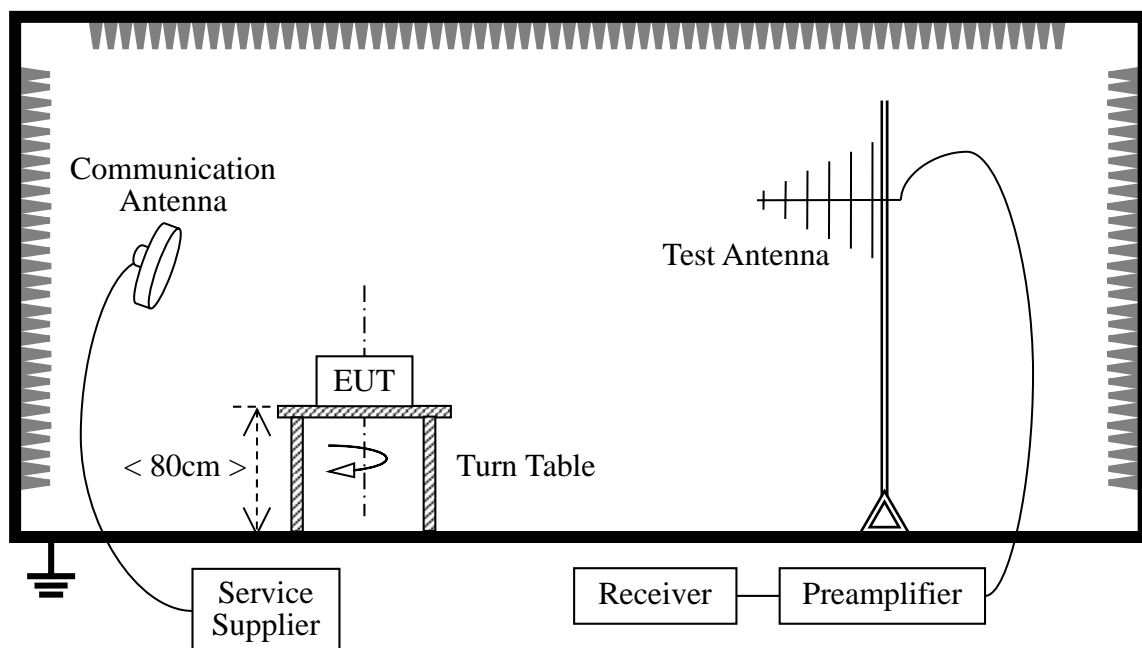 Communication
Antenna
Test Antenna
EUT
< 80cm >
Turn Table
Service
Supplier
Receiver
Preamplifier